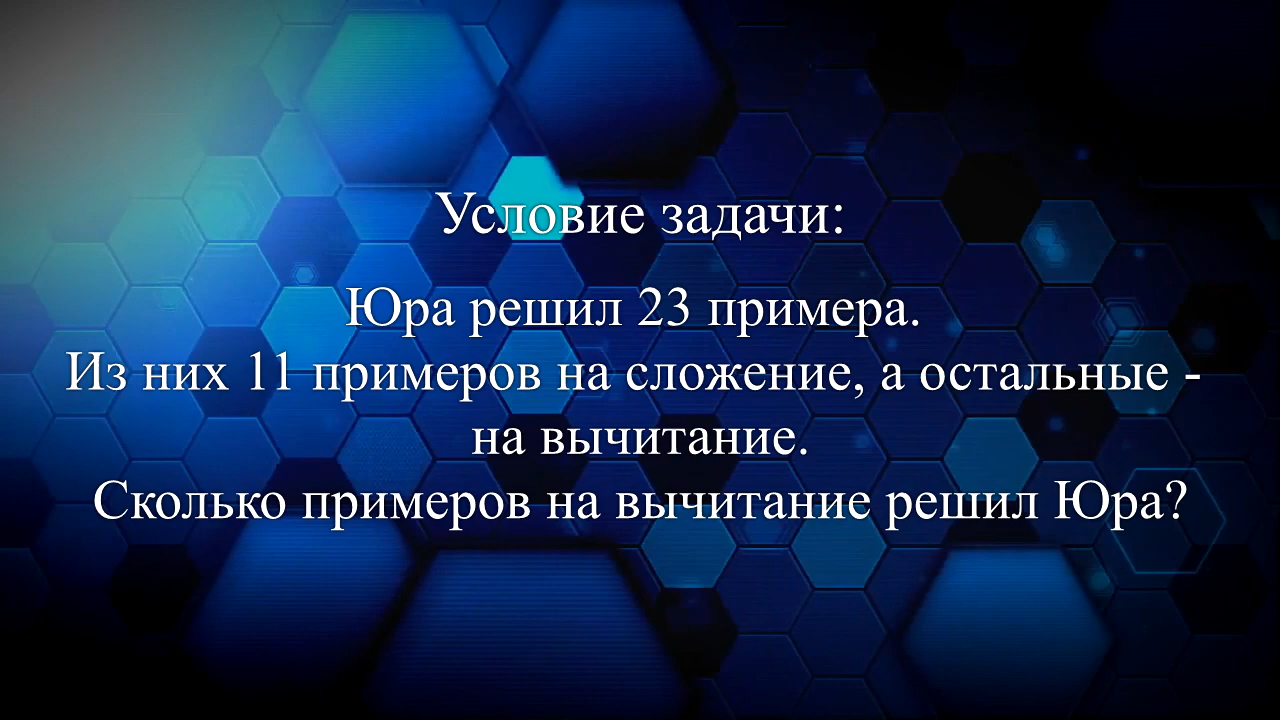 Условие задачи:
Юра решил 23 примера.
Из них 11 примеров на сложение, а остальные -
на вычитание.
Сколько примеров на вычитание решил Юра?